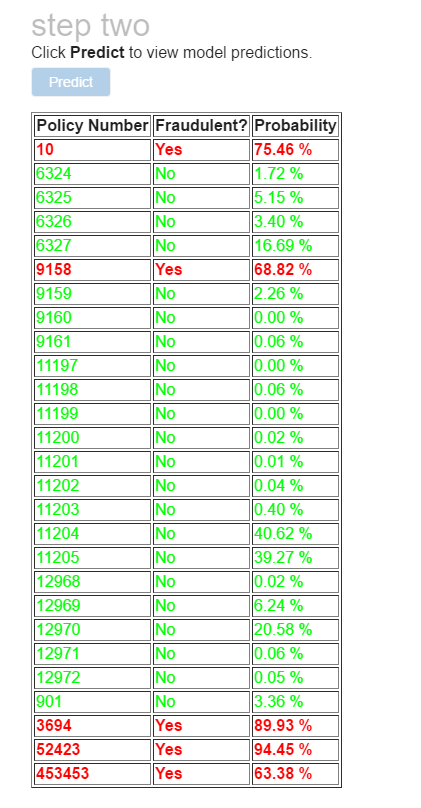 step two
Click Predict to view model predictions.
Predict
Policy Number Fraudulent? Probability
10 Yes 75.46 %
6324 No 1.72 %
6325 No 5.15 %
6326 No 3.40 %
6327 No 16.69 %
9158 Yes 68.82 %
9159 No 2.26 %
9160 No 0.00 %
9161 No 0.06 %
11197 No 0.00 %
11198 No 0.06 %
11199 No 0.00 %
11200 No 0.02 %
11201 No 0.01 %
11202 No 0.04 %
11203 No 0.40 %
11204 No 40.62 %
11205 No 39.27 %
12968 No 0.02 %
12969 No 6.24 %
12970 No 20.58 %
12971 No 0.06 %
12972 No 0.05 %
901 No 3.36 %
3694 Yes 89.93 %
52423 Yes 94.45 %
453453 Yes 63.38 %